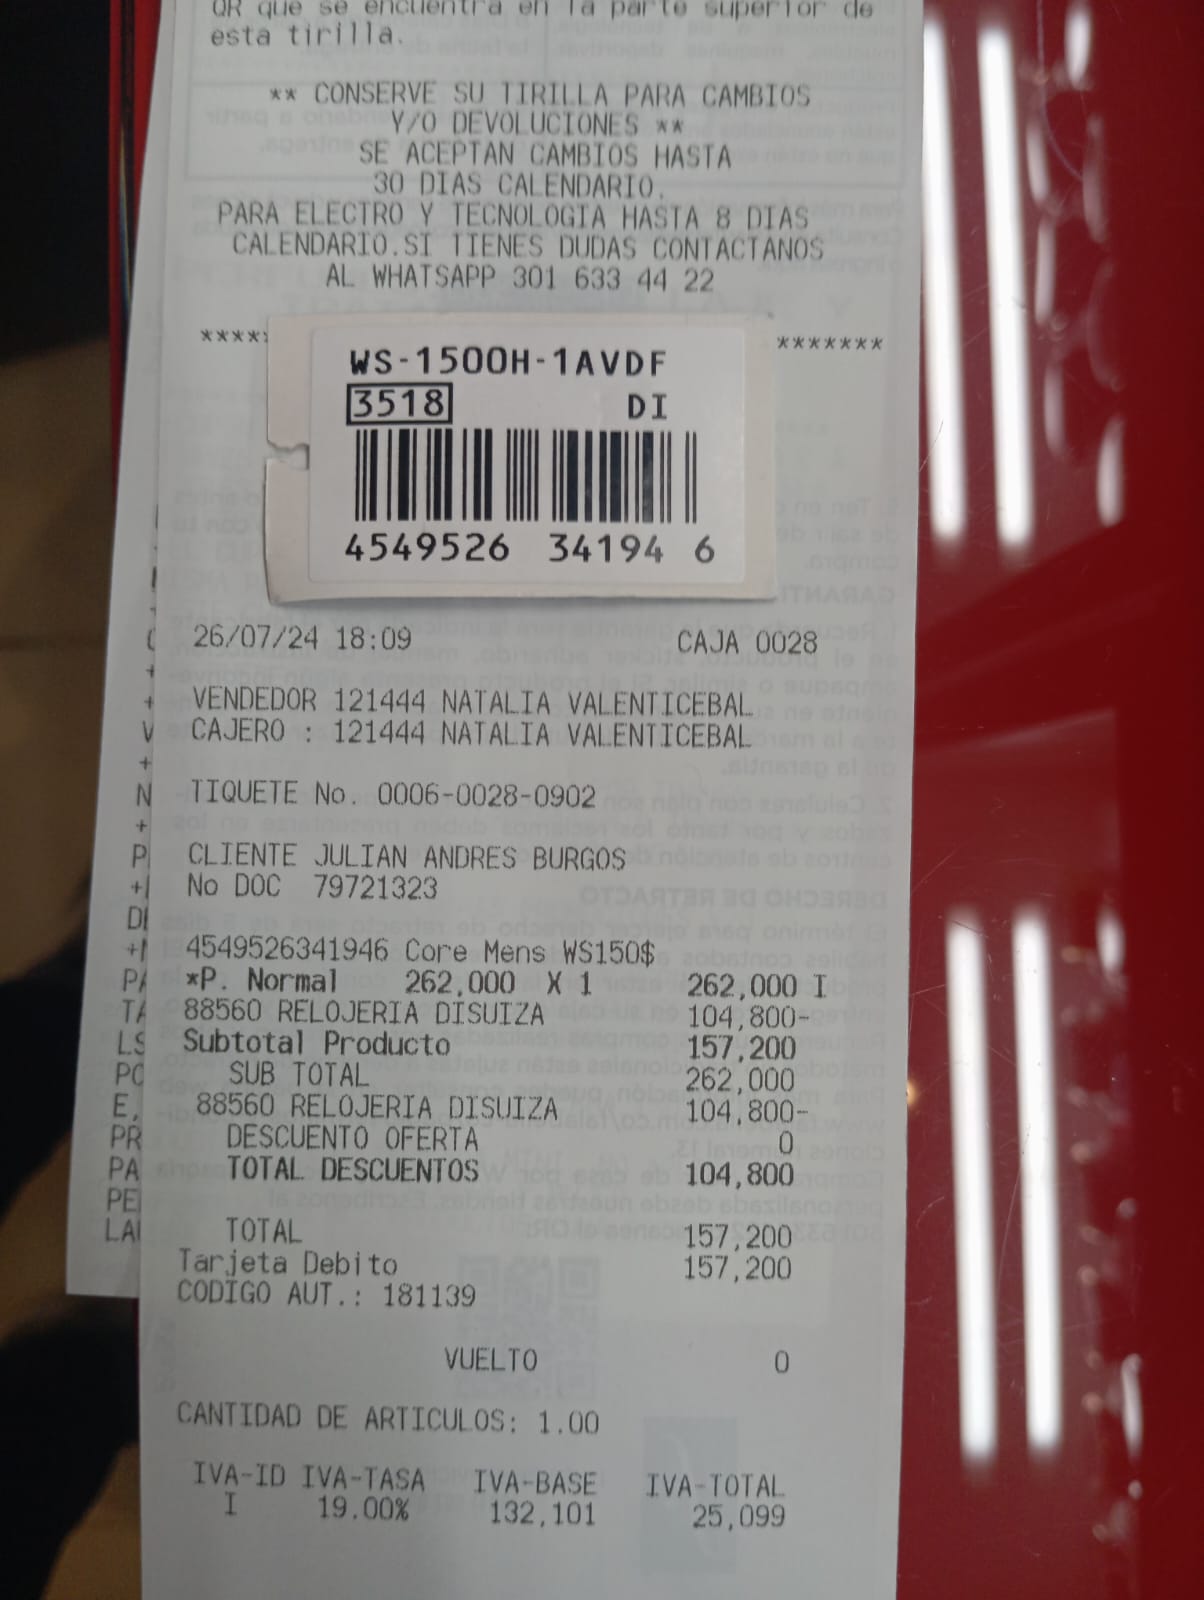 QR que se encuentra en la parte superior de
esta tirilla.
** CONSERVE SU TIRILLA PARA CAMBIOS
Y/O DEVOLUCIONES **
SE ACEPTAN CAMBIOS HASTA
30 DIAS CALENDARIO.
PARA ELECTRO Y TECNOLOGIA HASTA 8 DIAS
CALENDARIO.SI TIENES DUDAS CONTACTANOS
AL WHATSAPP 301 633 44 22
***** *******
WS-1500H-1AVDF
3518 DI
4549526 34194 6
26/07/24 18:09 CAJA 0028
VENDEDOR 121444 NATALIA VALENTICEBAL
CAJERO : 121444 NATALIA VALENTICEBAL
TIQUETE No. 0006-0028-0902
CLIENTE JULIAN ANDRES BURGOS
No DOC 79721323
4549526341946 Core Mens WS150$
*P. Normal 262,000 X 1 262,000 I
88560 RELOJERIA DISUIZA 104,800-
Subtotal Producto 157,200
SUB TOTAL 262,000
88560 RELOJERIA DISUIZA 104,800-
DESCUENTO OFERTA 0
TOTAL DESCUENTOS 104,800
TOTAL 157,200
Tarjeta Debito 157,200
CODIGO AUT.: 181139
VUELTO 0
CANTIDAD DE ARTICULOS: 1.00
IVA-ID IVA-TASA IVA-BASE IVA-TOTAL
I 19.00% 132,101 25,099